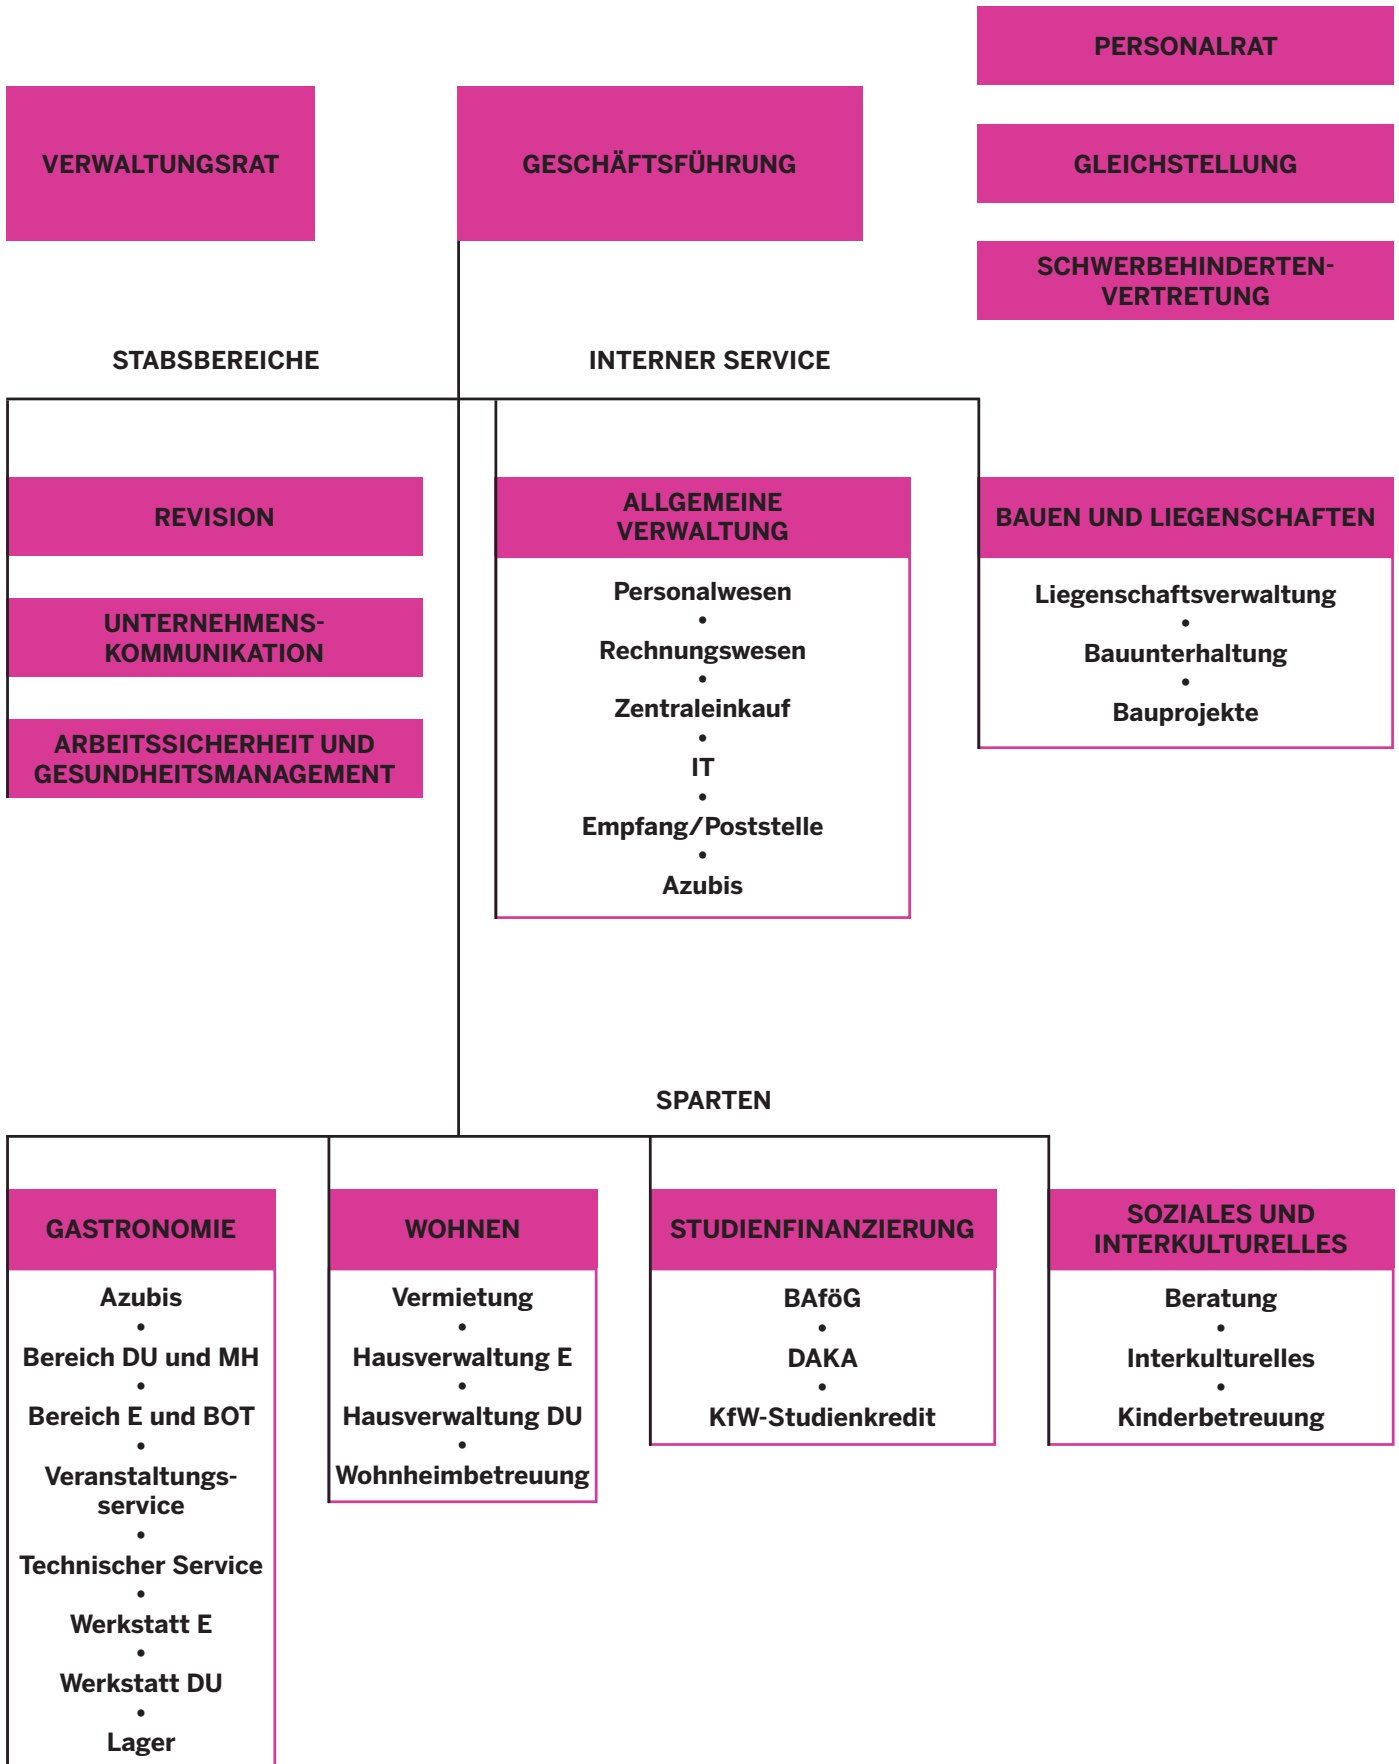 PERSONALRAT
VERWALTUNGSRAT
GESCHÄFTSFÜHRUNG
GLEICHSTELLUNG
SCHWERBEHINDERTEN-
VERTRETUNG
STABSBEREICHE
INTERNER SERVICE
REVISION
UNTERNEHMENS-
KOMMUNIKATION
ARBEITSSICHERHEIT UND
GESUNDHEITSMANAGEMENT
ALLGEMEINE
VERWALTUNG
Personalwesen
•
Rechnungswesen
•
Zentraleinkauf
•
IT
•
Empfang/Poststelle
•
Azubis
BAUEN UND LIEGENSCHAFTEN
Liegenschaftsverwaltung
•
Bauunterhaltung
•
Bauprojekte
SPARTEN
GASTRONOMIE
Azubis
•
Bereich DU und MH
•
Bereich E und BOT
•
Veranstaltungs-
service
•
Technischer Service
•
Werkstatt E
•
Werkstatt DU
•
Lager
WOHNEN
Vermietung
•
Hausverwaltung E
•
Hausverwaltung DU
•
Wohnheimbetreuung
STUDIENFINANZIERUNG
BAföG
•
DAKA
•
KfW-Studienkredit
SOZIALES UND
INTERKULTURELLES
Beratung
•
Interkulturelles
•
Kinderbetreuung